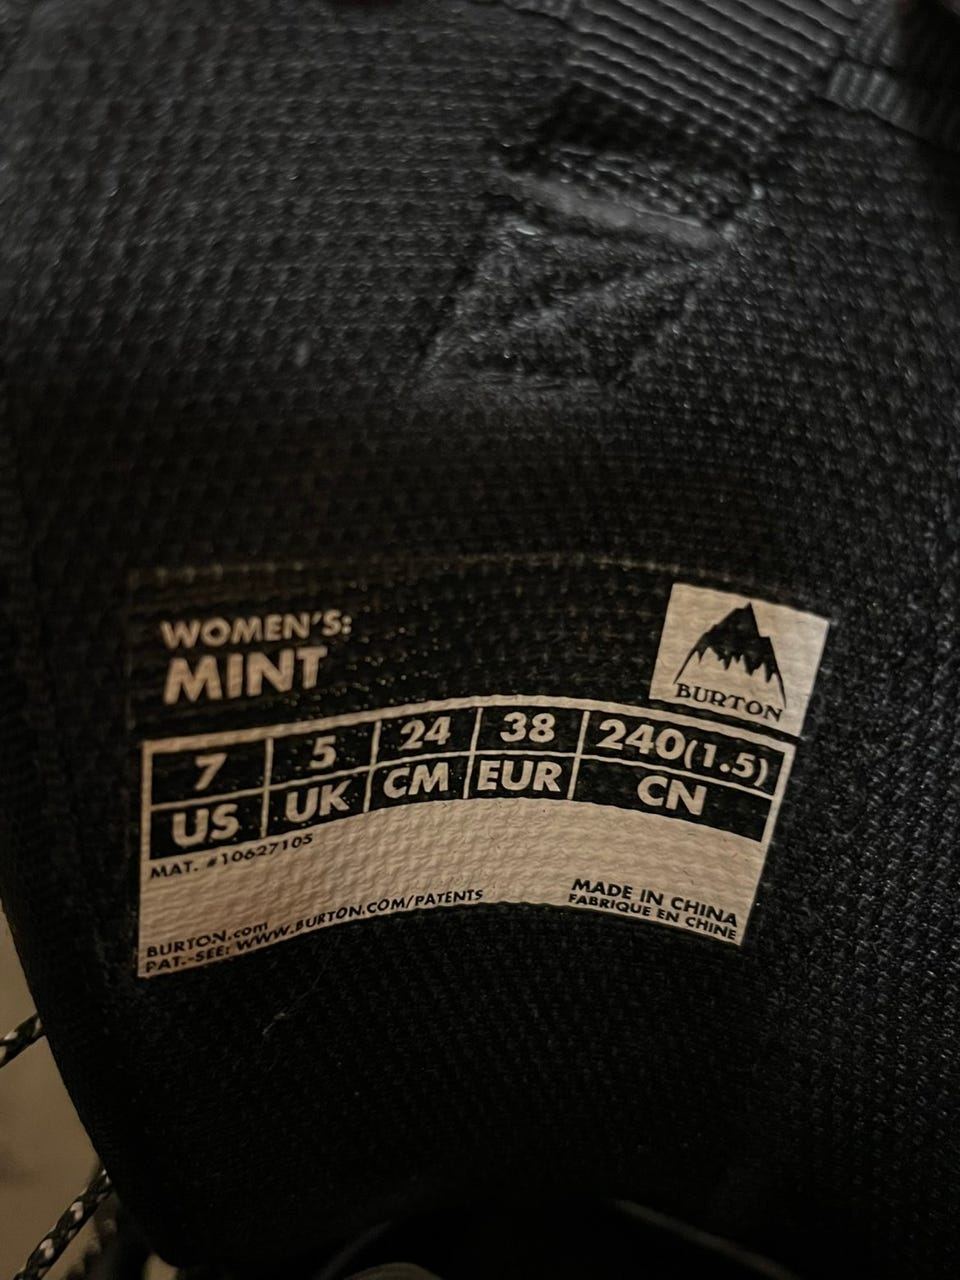 WOMEN'S:
MINT
BURTON
7 5 24 38 240(1.5)
US UK CM EUR CN
MAT. #10627105
BURTON.com
PAT.-SEE: WWW.BURTON.COM/PATENTS
MADE IN CHINA
FABRIQUE EN CHINE